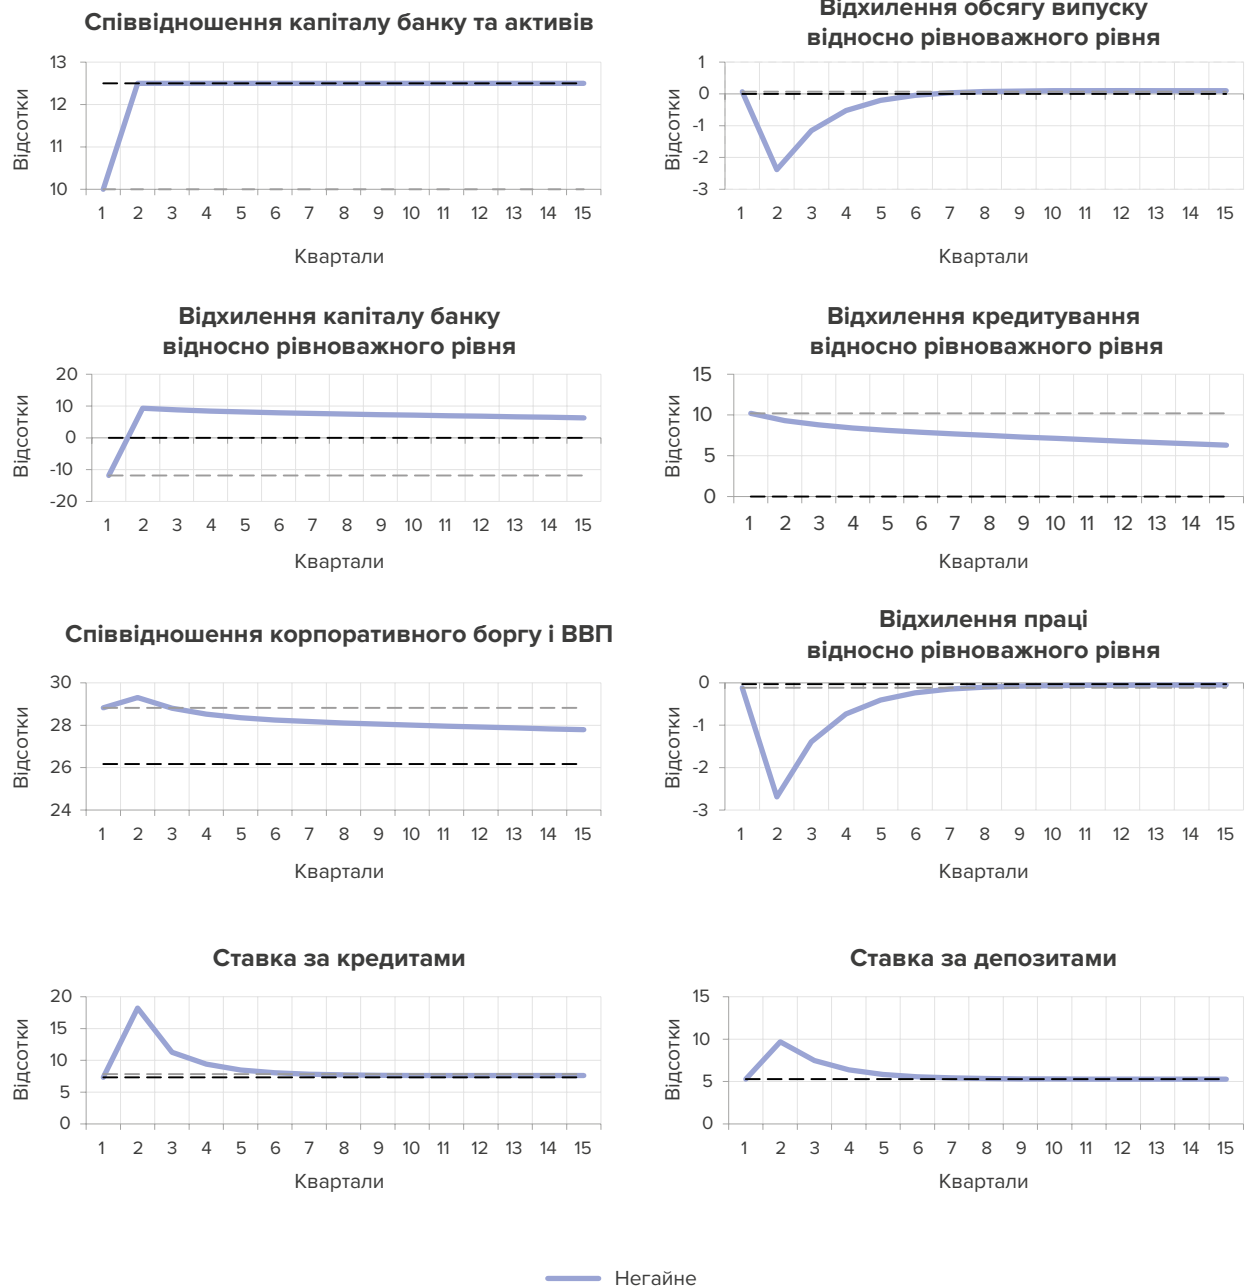 Співвідношення капіталу банку та активів
Відсотки
13
12
11
10
1 2 3 4 5 6 7 8 9 10 11 12 13 14 15
Квартали
Відхилення обсягу випуску
відносно рівноважного рівня
Відсотки
1
0
-1
-2
-3
1 2 3 4 5 6 7 8 9 10 11 12 13 14 15
Квартали
Відхилення капіталу банку
відносно рівноважного рівня
Відсотки
20
10
0
-10
-20
1 2 3 4 5 6 7 8 9 10 11 12 13 14 15
Квартали
Відхилення кредитування
відносно рівноважного рівня
Відсотки
15
10
5
0
1 2 3 4 5 6 7 8 9 10 11 12 13 14 15
Квартали
Співвідношення корпоративного боргу і ВВП
Відсотки
30
28
26
24
1 2 3 4 5 6 7 8 9 10 11 12 13 14 15
Квартали
Відхилення праці
відносно рівноважного рівня
Відсотки
0
-1
-2
-3
1 2 3 4 5 6 7 8 9 10 11 12 13 14 15
Квартали
Ставка за кредитами
Відсотки
20
15
10
5
0
1 2 3 4 5 6 7 8 9 10 11 12 13 14 15
Квартали
Ставка за депозитами
Відсотки
15
10
5
0
1 2 3 4 5 6 7 8 9 10 11 12 13 14 15
Квартали
Негайне